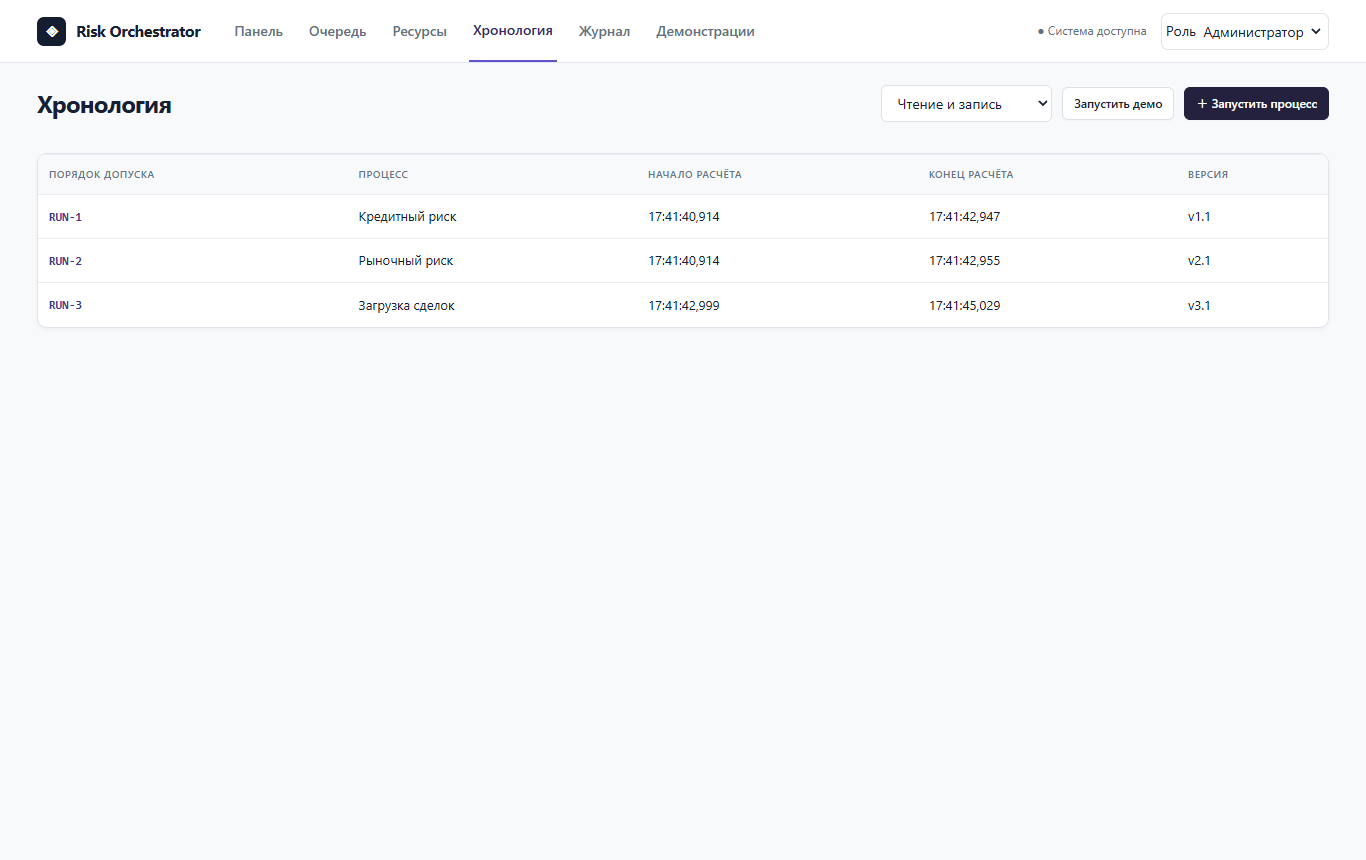 Risk Orchestrator Панель Очередь Ресурсы Хронология Журнал Демонстрации ● Система доступна Роль Администратор
Хронология Чтение и запись Запустить демо + Запустить процесс
ПОРЯДОК ДОПУСКА ПРОЦЕСС НАЧАЛО РАСЧЁТА КОНЕЦ РАСЧЁТА ВЕРСИЯ
RUN-1 Кредитный риск 17:41:40,914 17:41:42,947 v1.1
RUN-2 Рыночный риск 17:41:40,914 17:41:42,955 v2.1
RUN-3 Загрузка сделок 17:41:42,999 17:41:45,029 v3.1